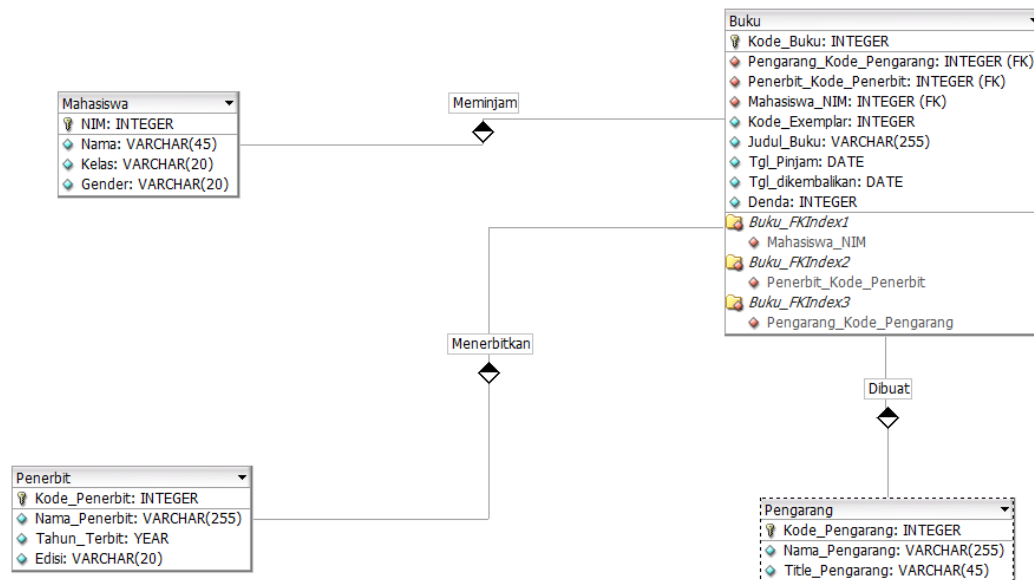 Mahasiswa
NIM: INTEGER
Nama: VARCHAR(45)
Kelas: VARCHAR(20)
Gender: VARCHAR(20)
Meminjam
Buku
Kode_Buku: INTEGER
Pengarang_Kode_Pengarang: INTEGER (FK)
Penerbit_Kode_Penerbit: INTEGER (FK)
Mahasiswa_NIM: INTEGER (FK)
Kode_Exemplar: INTEGER
Judul_Buku: VARCHAR(255)
Tgl_Pinjam: DATE
Tgl_dikembalikan: DATE
Denda: INTEGER
Buku_FKIndex1
Mahasiswa_NIM
Buku_FKIndex2
Penerbit_Kode_Penerbit
Buku_FKIndex3
Pengarang_Kode_Pengarang
Menerbitkan
Dibuat
Penerbit
Kode_Penerbit: INTEGER
Nama_Penerbit: VARCHAR(255)
Tahun_Terbit: YEAR
Edisi: VARCHAR(20)
Pengarang
Kode_Pengarang: INTEGER
Nama_Pengarang: VARCHAR(255)
Title_Pengarang: VARCHAR(45)